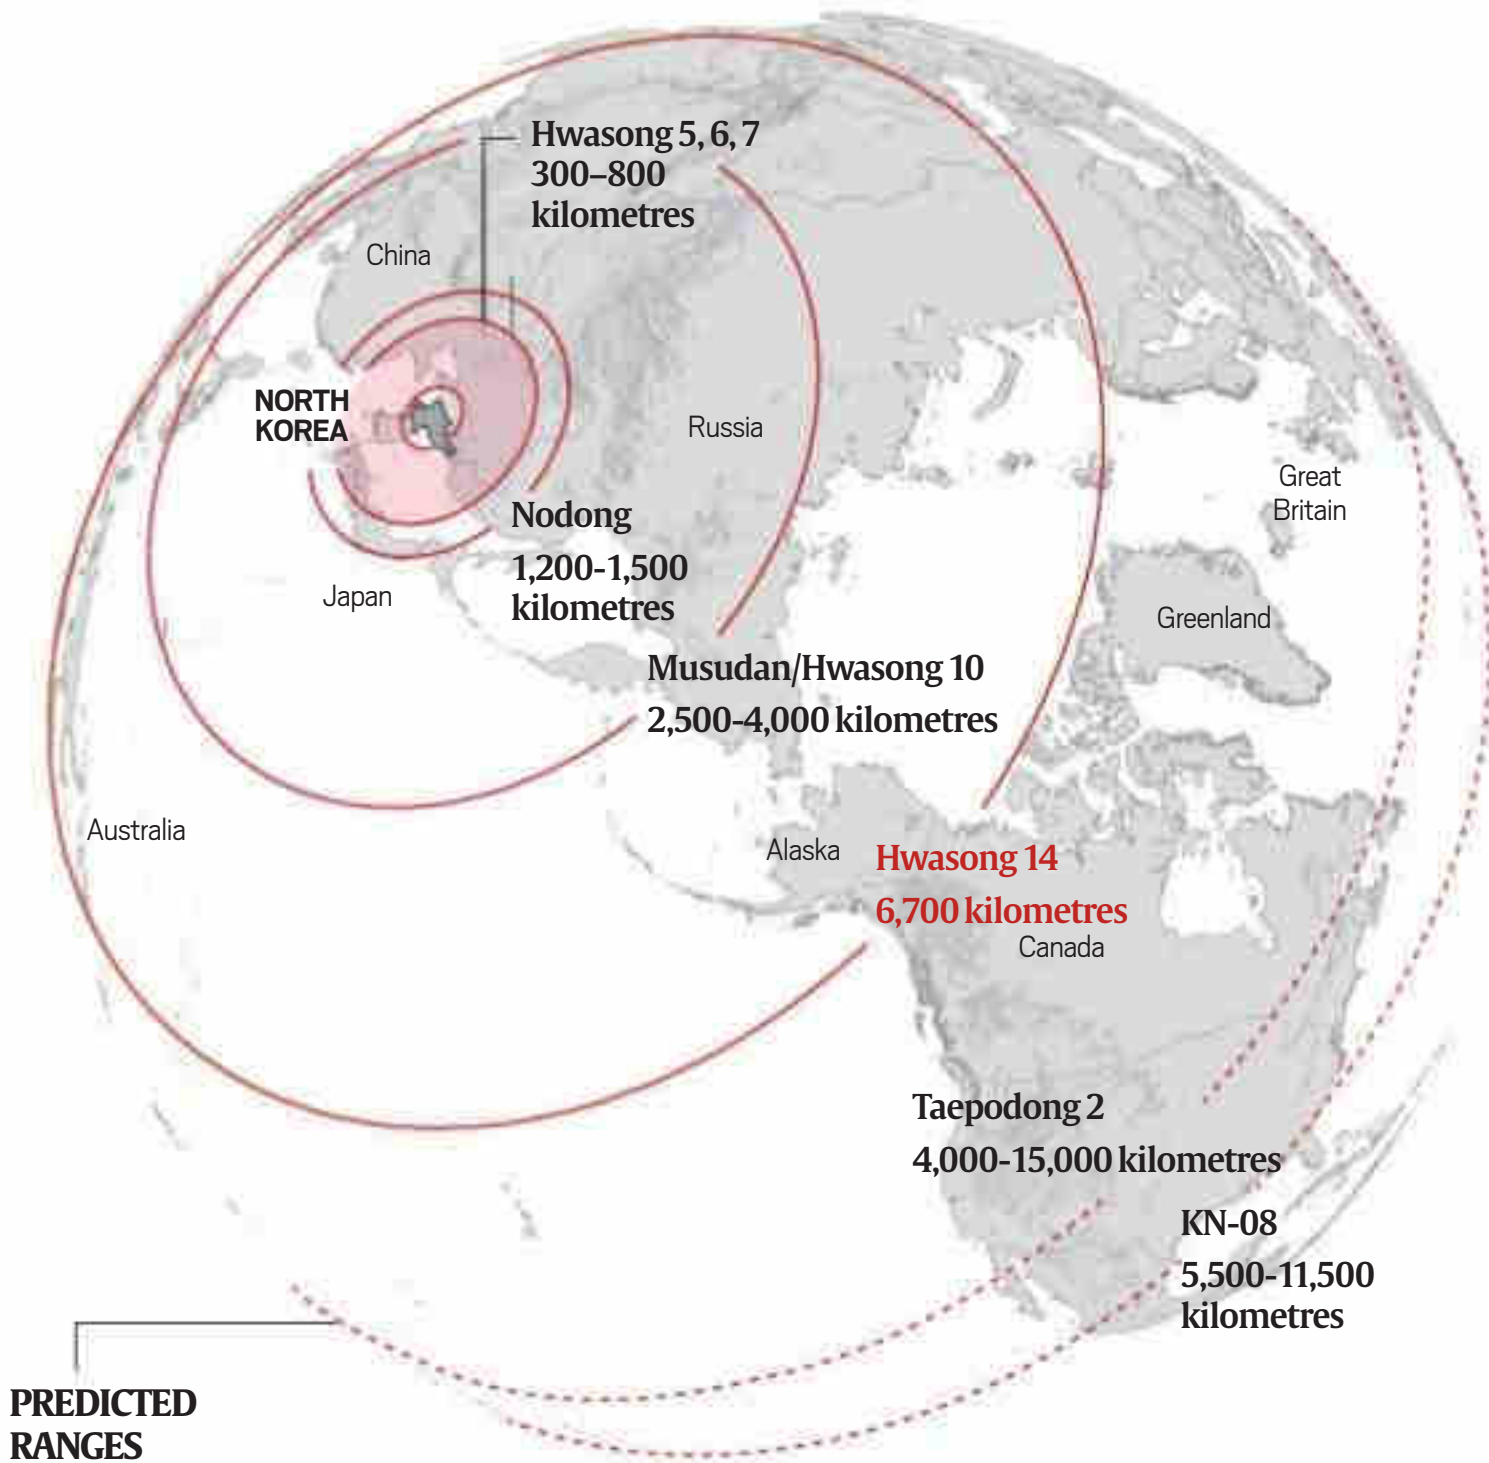 Hwasong 5, 6, 7
300–800
kilometres
China
NORTH
KOREA
Russia
Great
Britain
Nodong
1,200-1,500
kilometres
Japan
Greenland
Musudan/Hwasong 10
2,500-4,000 kilometres
Australia
Alaska
Hwasong 14
6,700 kilometres
Canada
Taepodong 2
4,000-15,000 kilometres
KN-08
5,500-11,500
kilometres
PREDICTED
RANGES